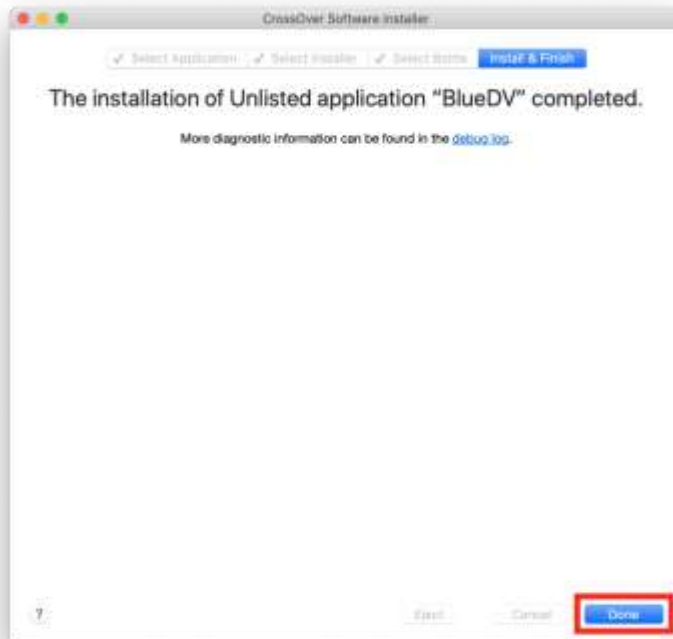 CrossOver Software Installer
✓ Select Application ✓ Select Installer ✓ Select Bottle Install & Finish
The installation of Unlisted application “BlueDV” completed.
More diagnostic information can be found in the debug log.
? Eject Cancel Done